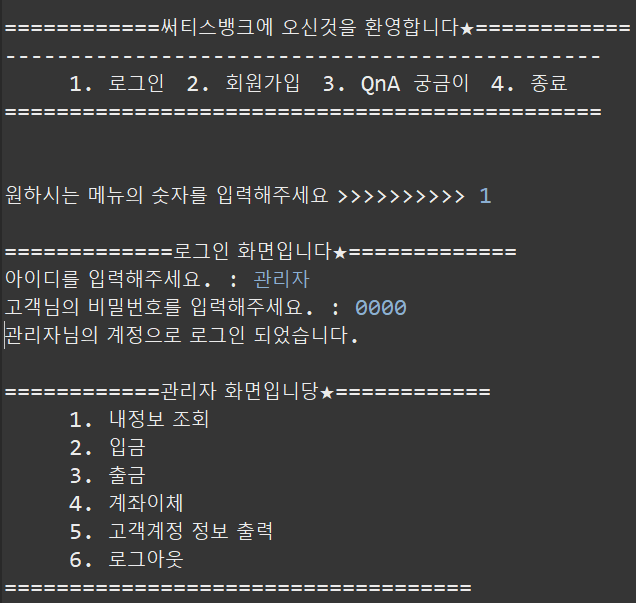 ============써티스뱅크에 오신것을 환영합니다★============
----------------------------------------------
1. 로그인 2. 회원가입 3. QnA 궁금이 4. 종료
==============================================
원하시는 메뉴의 숫자를 입력해주세요 >>>>>>>>>> 1
=============로그인 화면입니다★=============
아이디를 입력해주세요. : 관리자
고객님의 비밀번호를 입력해주세요. : 0000
관리자님의 계정으로 로그인 되었습니다.
============관리자 화면입니당★============
1. 내정보 조회
2. 입금
3. 출금
4. 계좌이체
5. 고객계정 정보 출력
6. 로그아웃
====================================